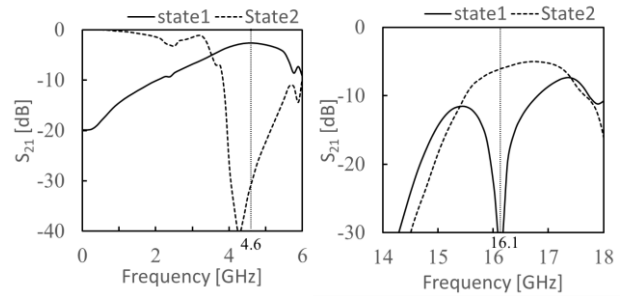 state1 State2
0
-10
-20
-30
-40
S21 [dB]
0 2 4 6
4.6
Frequency [GHz]
state1 State2
0
-10
-20
-30
S21 [dB]
14 15 16 17 18
16.1
Frequency [GHz]